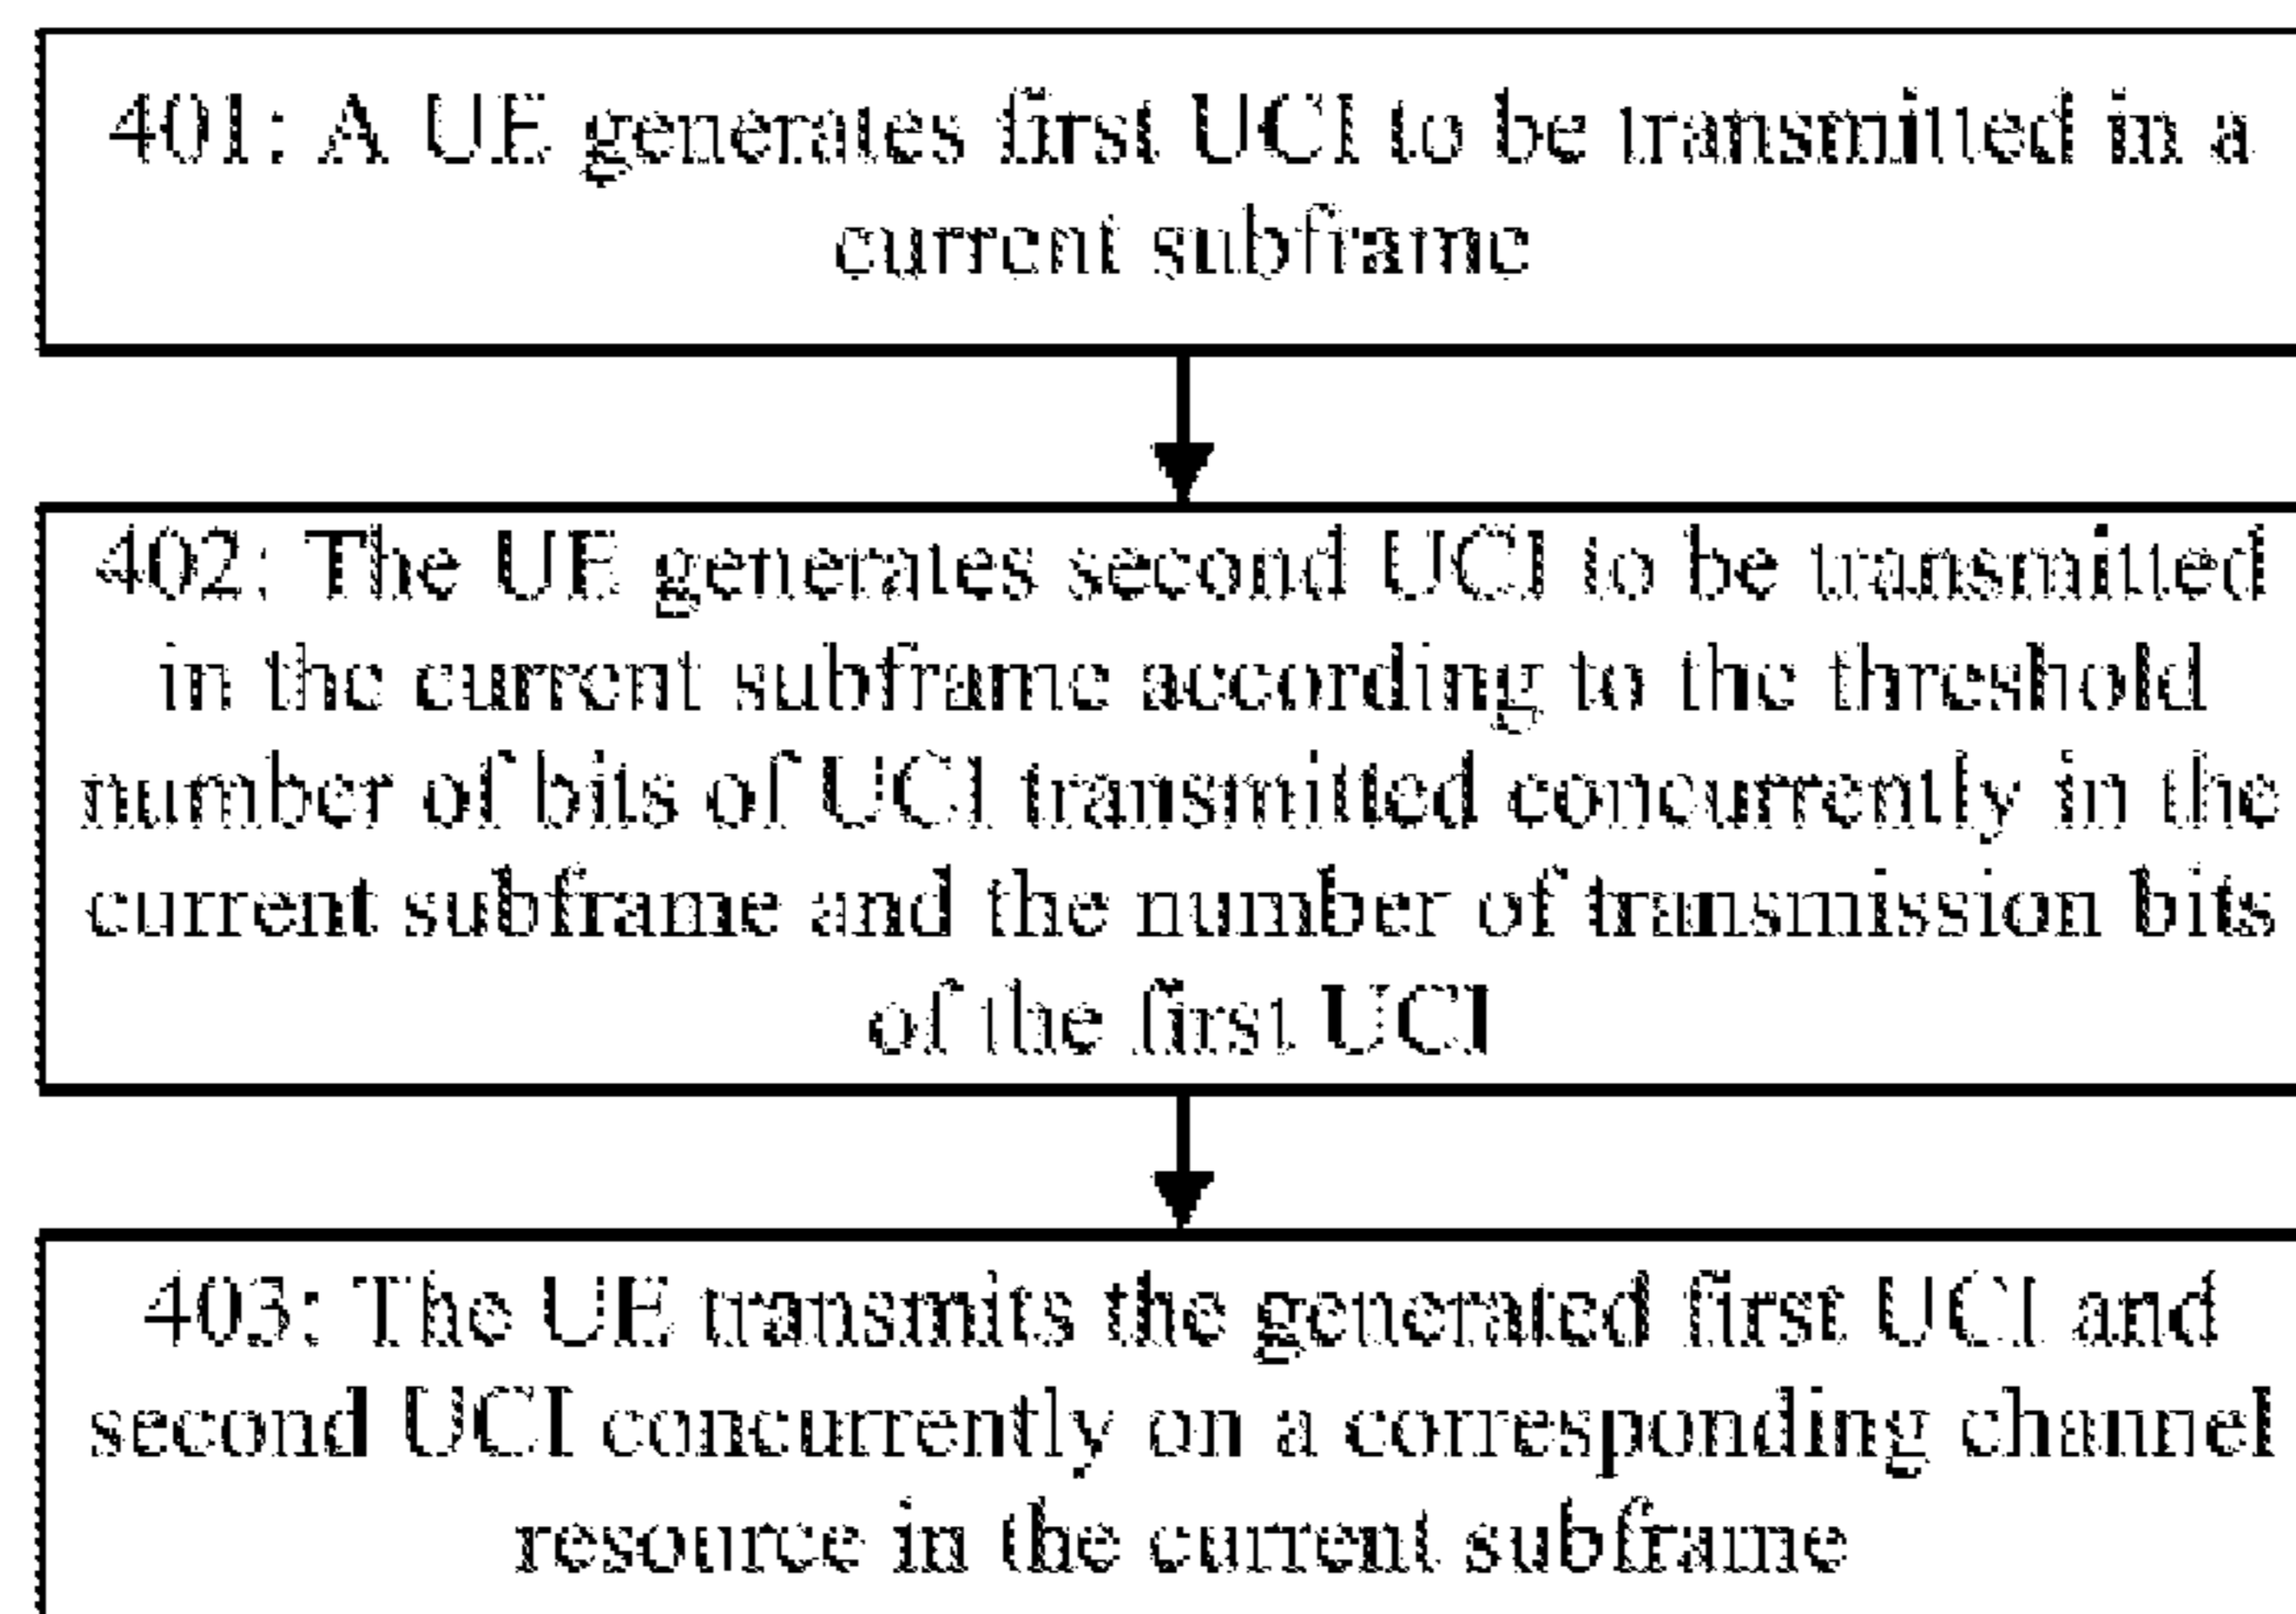 401: A UE generates first UCI to be transmitted in a
current subframe
402: The UE generates second UCI to be transmitted
in the current subframe according to the threshold
number of bits of UCI transmitted concurrently in the
current subframe and the number of transmission bits
of the first UCI
403: The UE transmits the generated first UCI and
second UCI concurrently on a corresponding channel
resource in the current subframe